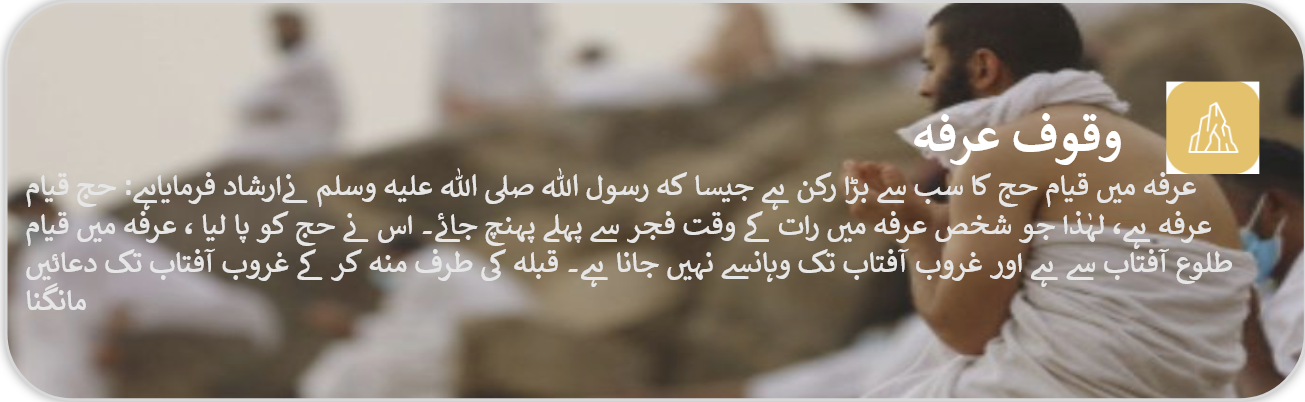 وقوف عرفه
عرفه میں قیام حج کا سب سے بڑا رکن ہے جیسا که رسول الله صلى الله علیه وسلم نےارشاد فرمایاہے: حج قیام
عرفه ہے، لہٰذا جو شخص عرفه میں رات کے وقت فجر سے پہلے پہنچ جائے۔ اس نے حج کو پا لیا ، عرفه میں قیام
طلوع آفتاب سے ہے اور غروب آفتاب تک وہانسے نہیں جانا ہے۔ قبله کی طرف منه کر کے غروب آفتاب تک دعائیں
مانگنا